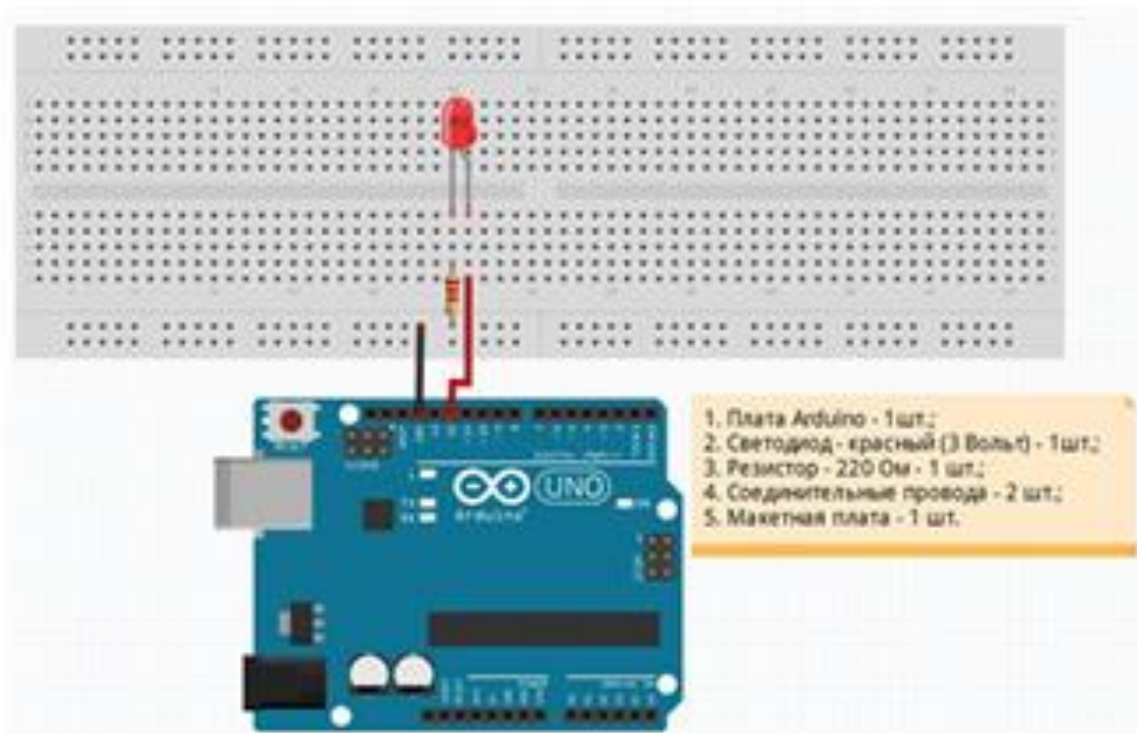 UNO
Arduino
1. Плата Arduino - 1шт.;
2. Светодиод - красный (3 Вольт) - 1шт.;
3. Резистор - 220 Ом - 1 шт.;
4. Соединительные провода - 2 шт.;
5. Макетная плата - 1 шт.